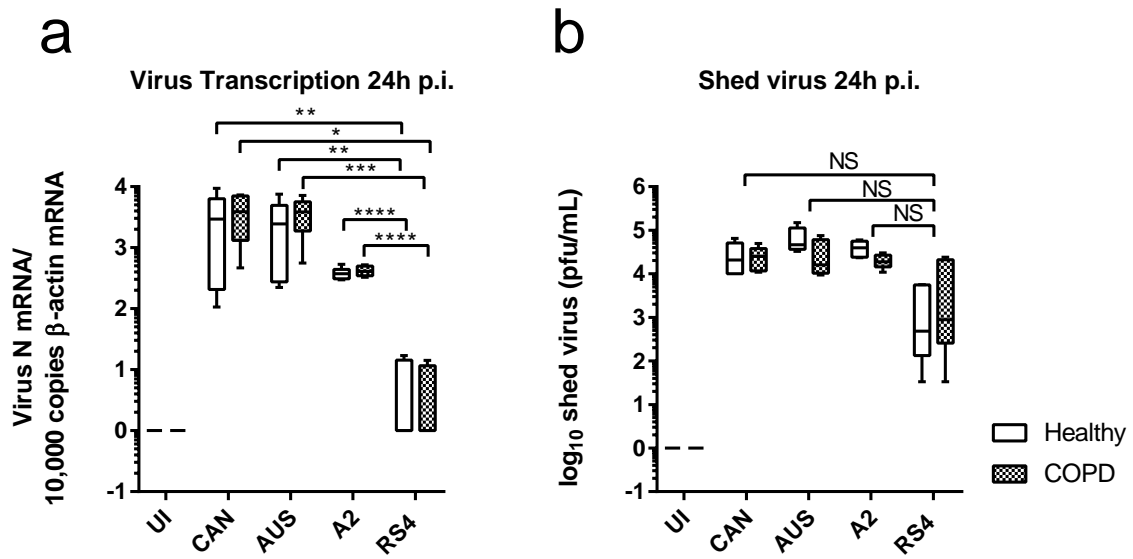 a
Virus Transcription 24h p.i.
**
*
**
***
****
****
Virus N mRNA/
10,000 copies β-actin mRNA
4
3
2
1
0
-1
UI
CAN
AUS
A2
RS4
b
Shed virus 24h p.i.
NS
NS
NS
log₁₀ shed virus (pfu/mL)
6
5
4
3
2
1
0
-1
UI
CAN
AUS
A2
RS4
Healthy
COPD